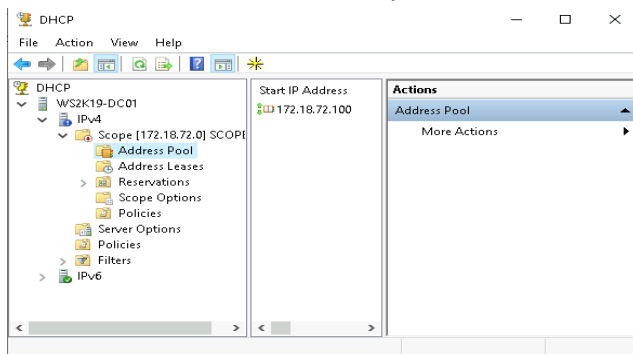 DHCP
File Action View Help
DHCP
WS2K19-DC01
IPv4
Scope [172.18.72.0] SCOPE
Address Pool
Address Leases
Reservations
Scope Options
Policies
Server Options
Policies
Filters
IPv6
Start IP Address
172.18.72.100
Actions
Address Pool
More Actions